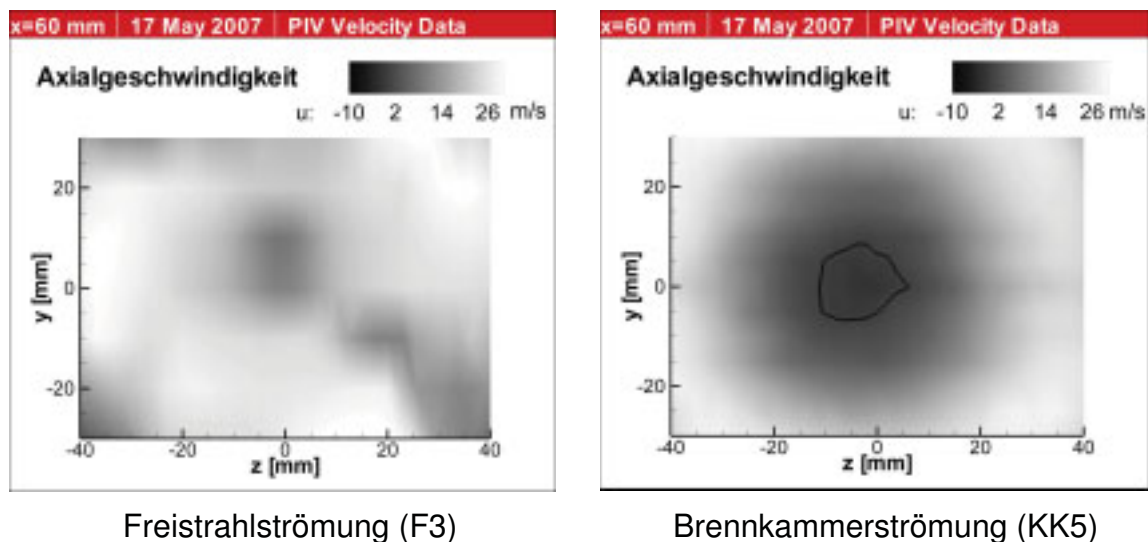 x=60 mm | 17 May 2007 | PIV Velocity Data
Axialgeschwindigkeit
u: -10 2 14 26 m/s
20
0
-20
y [mm]
-40 -20 0 20 40
z [mm]
Freistrahlströmung (F3)
x=60 mm | 17 May 2007 | PIV Velocity Data
Axialgeschwindigkeit
u: -10 2 14 26 m/s
20
0
-20
y [mm]
-40 -20 0 20 40
z [mm]
Brennkammerströmung (KK5)